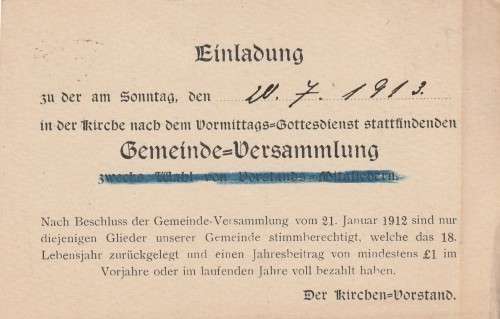 Einladung
zu der am Sonntag, den 20. 7. 1913.
in der Kirche nach dem Vormittags=Gottesdienst stattfindenden
Gemeinde=Versammlung
zwecks Wahl von Vorstands=Mitgliedern.
Nach Beschluss der Gemeinde-Versammlung vom 21. Januar 1912 sind nur
diejenigen Glieder unserer Gemeinde stimmberechtigt, welche das 18.
Lebensjahr zurückgelegt und einen Jahresbeitrag von mindestens £1 im
Vorjahre oder im laufenden Jahre voll bezahlt haben.
Der Kirchen=Vorstand.